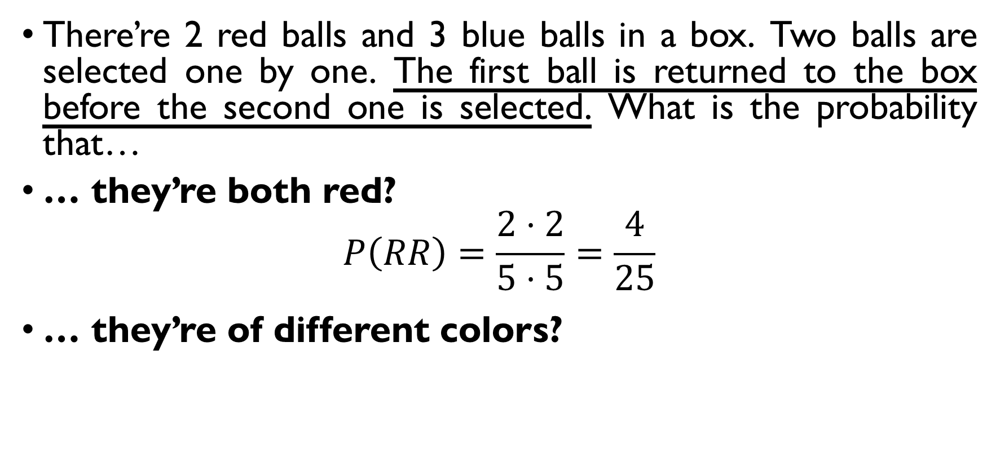 • There’re 2 red balls and 3 blue balls in a box. Two balls are
selected one by one. The first ball is returned to the box
before the second one is selected. What is the probability
that…
• … they’re both red?
P(RR) = \frac{2 · 2}{5 · 5} = \frac{4}{25}
• … they’re of different colors?